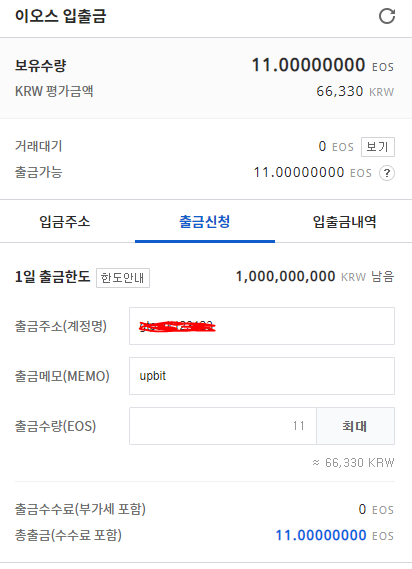 이오스 입출금
보유수량 11.00000000 EOS
KRW 평가금액 66,330 KRW
거래대기 0 EOS 보기
출금가능 11.00000000 EOS ?
입금주소 출금신청 입출금내역
1일 출금한도 한도안내 1,000,000,000 KRW 남음
출금주소(계정명)
출금메모(MEMO) upbit
출금수량(EOS) 11 최대
≈ 66,330 KRW
출금수수료(부가세 포함) 0 EOS
총출금(수수료 포함) 11.00000000 EOS